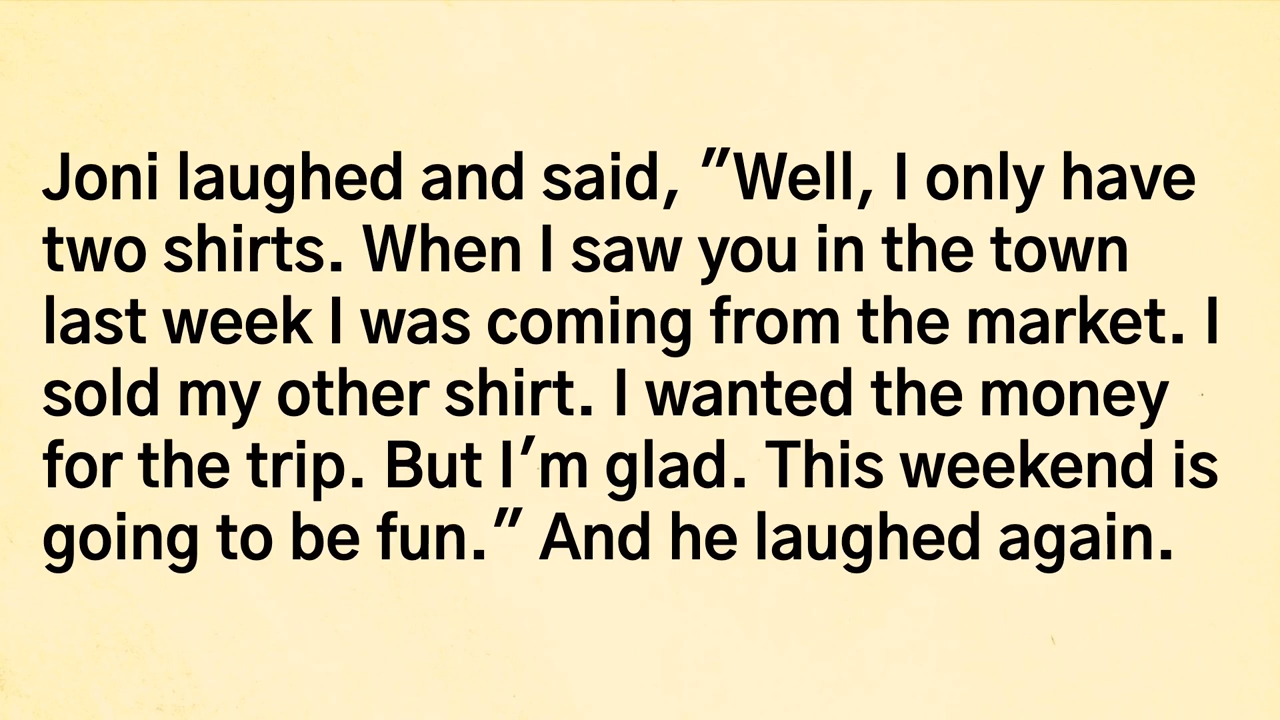 Joni laughed and said, "Well, I only have
two shirts. When I saw you in the town
last week I was coming from the market. I
sold my other shirt. I wanted the money
for the trip. But I'm glad. This weekend is
going to be fun." And he laughed again.